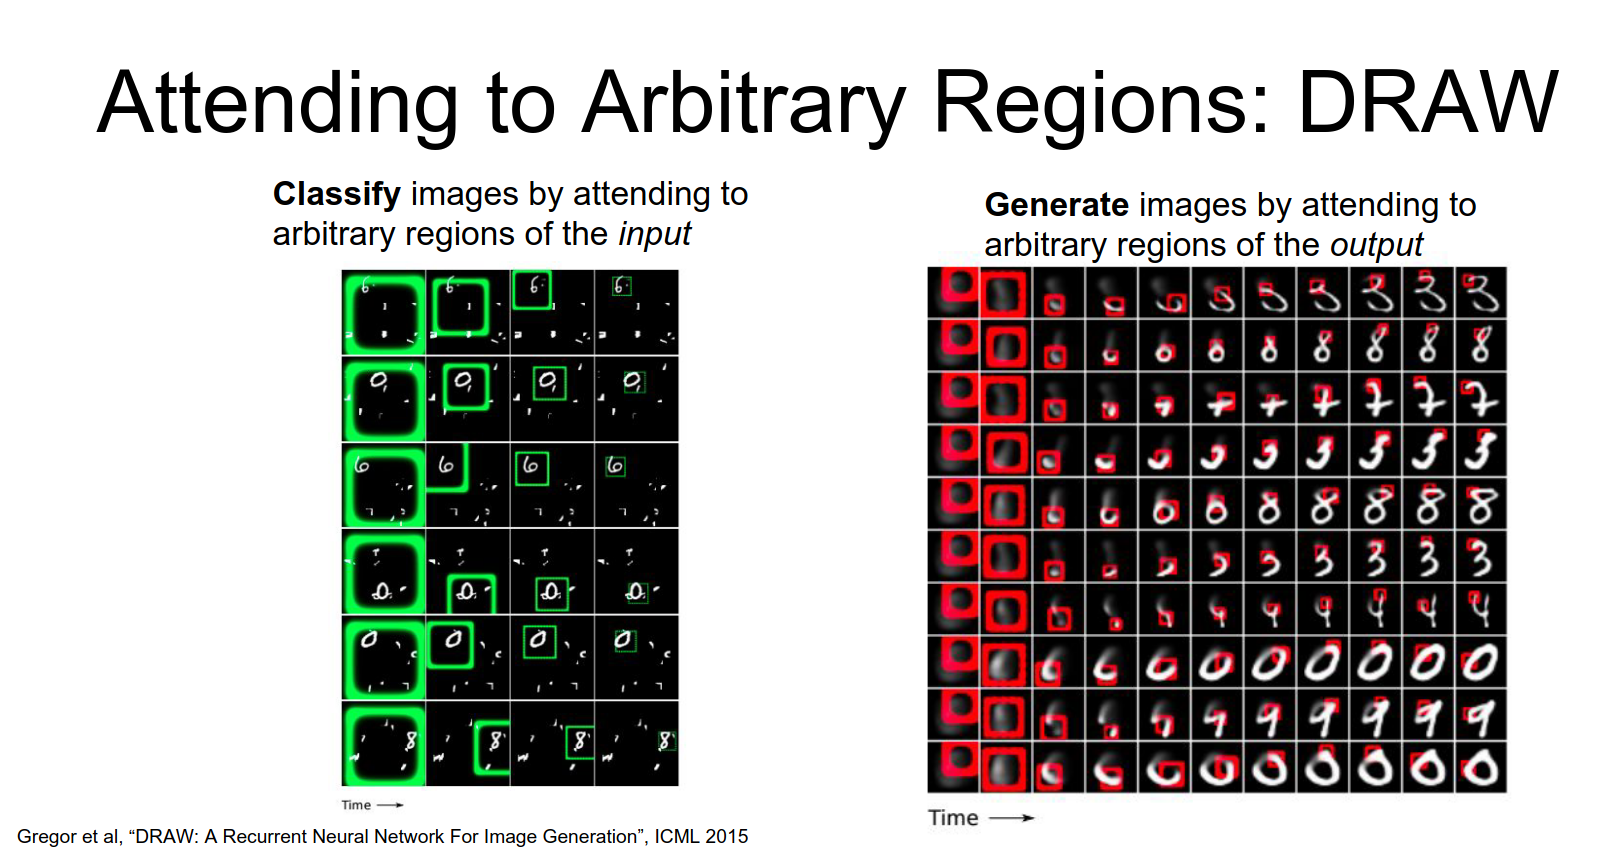 Attending to Arbitrary Regions: DRAW
Classify images by attending to
arbitrary regions of the input
Generate images by attending to
arbitrary regions of the output
Time
Time
Gregor et al, “DRAW: A Recurrent Neural Network For Image Generation”, ICML 2015